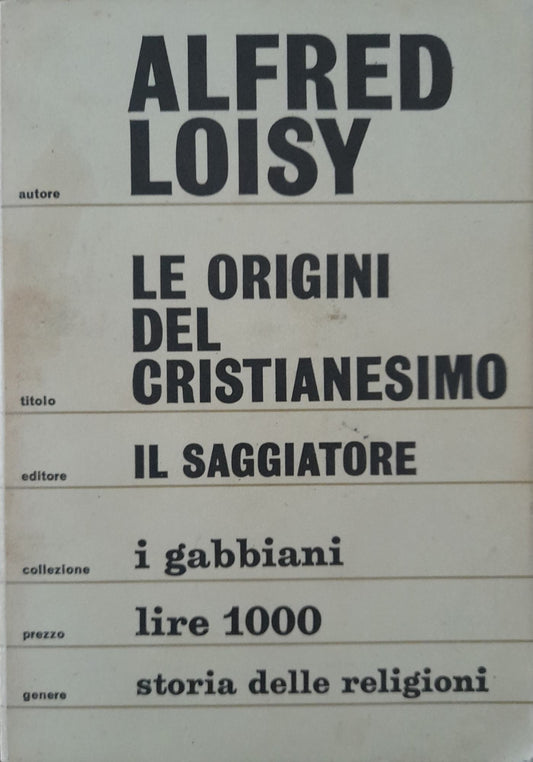 ALFRED
LOISY
autore
LE ORIGINI
DEL
CRISTIANESIMO
titolo
IL SAGGIATORE
editore
i gabbiani
collezione
lire 1000
prezzo
storia delle religioni
genere